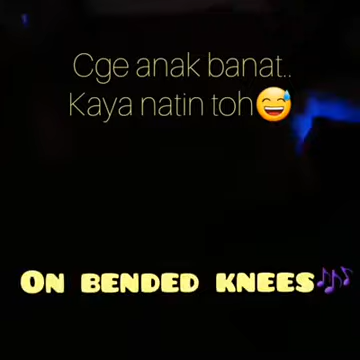 Cge anak banat..
Kaya natin toh😅
On bended knees🎶